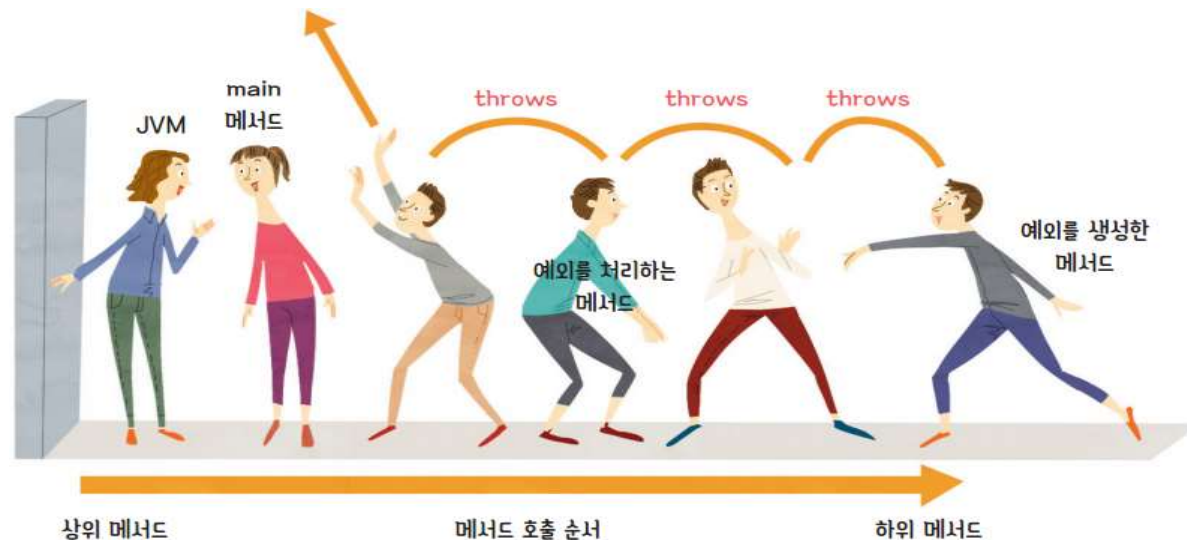 JVM
main
메서드
throws
throws
throws
예외를 생성한
메서드
예외를 처리하는
메서드
상위 메서드
메서드 호출 순서
하위 메서드